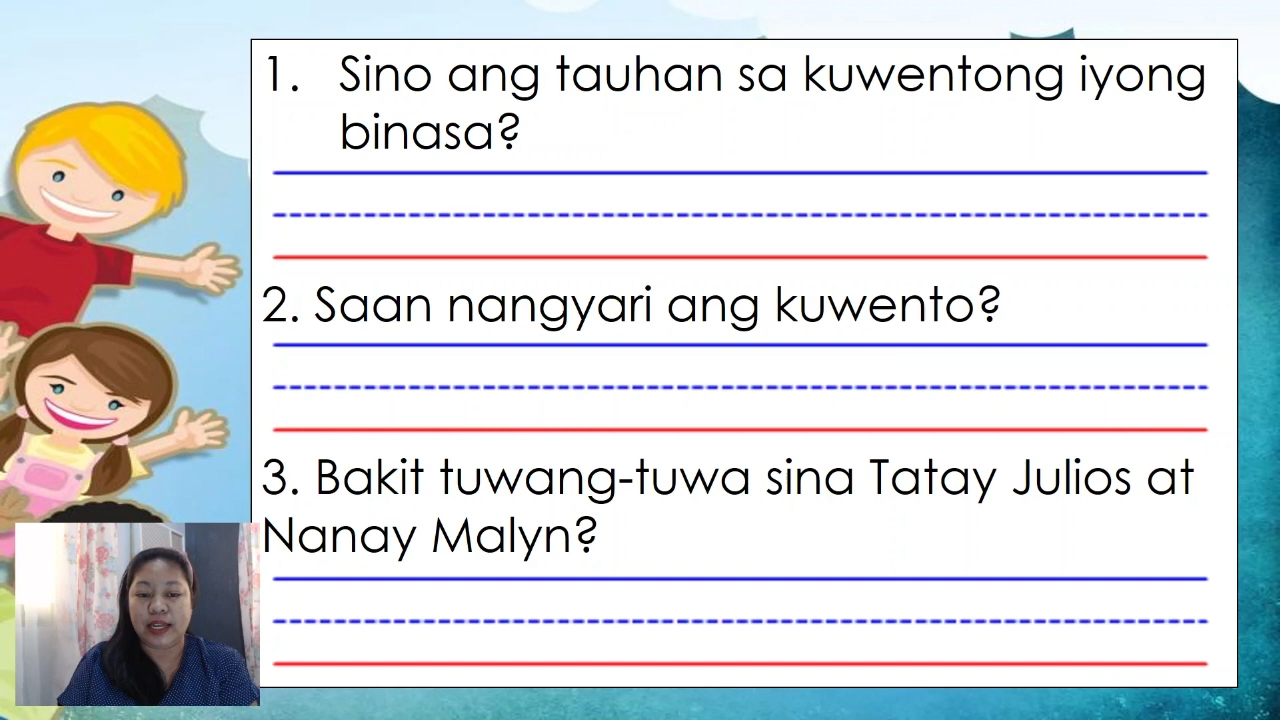 1. Sino ang tauhan sa kuwentong iyong
binasa?
2. Saan nangyari ang kuwento?
3. Bakit tuwang-tuwa sina Tatay Julios at
Nanay Malyn?